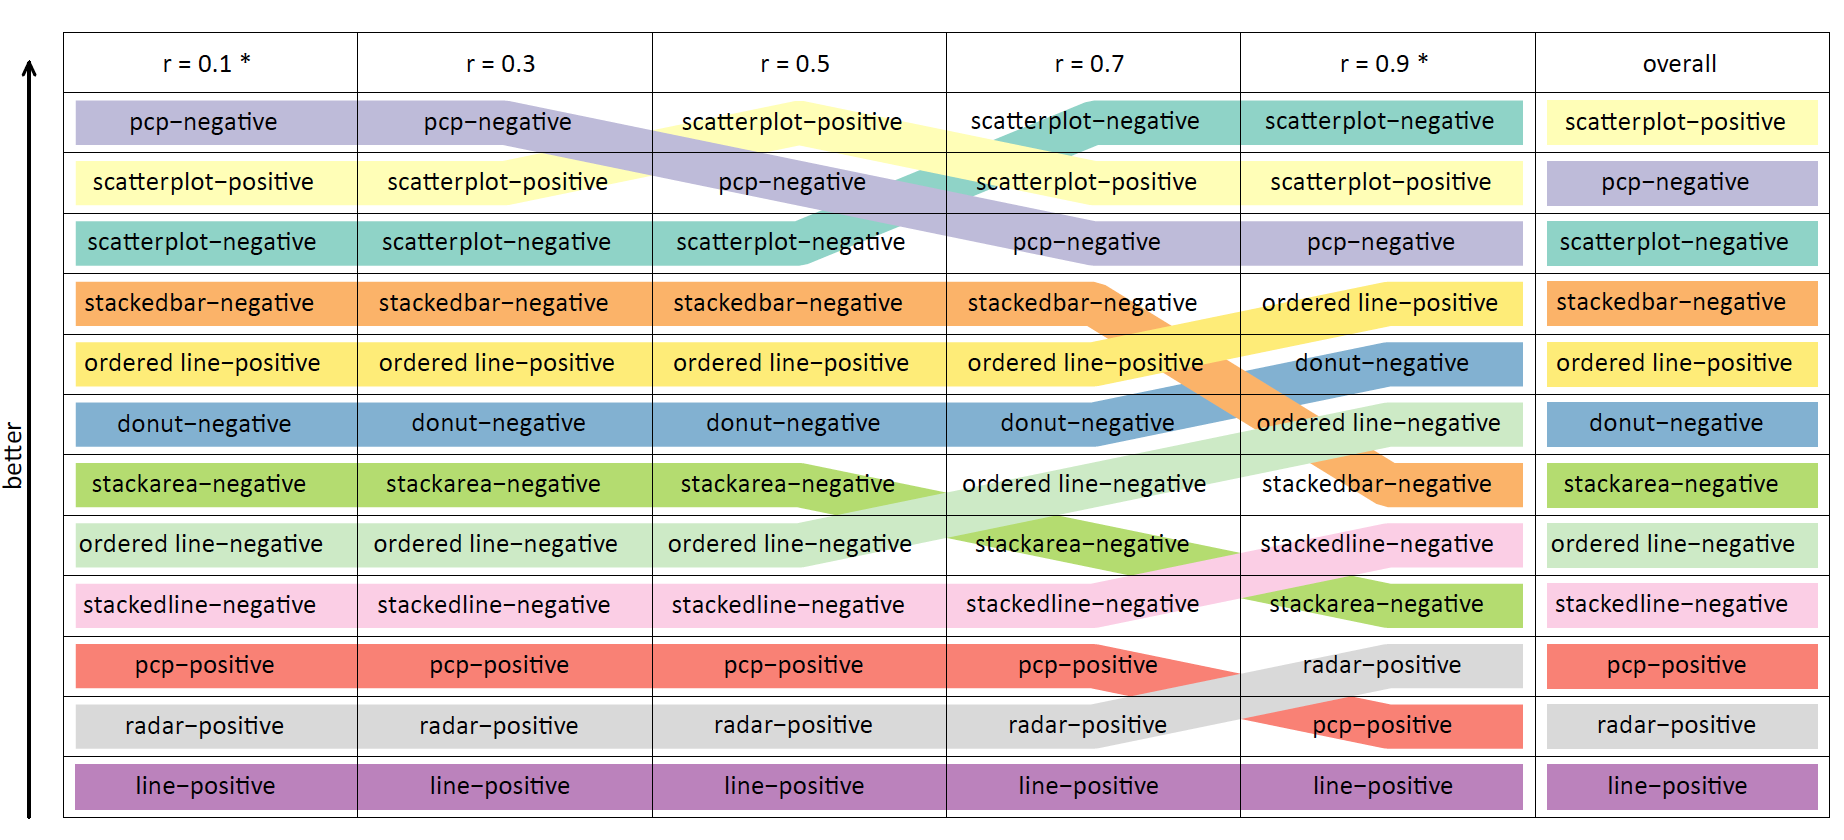 r = 0.1 * r = 0.3 r = 0.5 r = 0.7 r = 0.9 * overall
pcp−negative pcp−negative scatterplot−positive scatterplot−negative scatterplot−negative scatterplot−positive
scatterplot−positive scatterplot−positive pcp−negative scatterplot−positive scatterplot−positive pcp−negative
scatterplot−negative scatterplot−negative scatterplot−negative pcp−negative pcp−negative scatterplot−negative
stackedbar−negative stackedbar−negative stackedbar−negative stackedbar−negative ordered line−positive stackedbar−negative
ordered line−positive ordered line−positive ordered line−positive ordered line−positive donut−negative ordered line−positive
donut−negative donut−negative donut−negative donut−negative ordered line−negative donut−negative
stackarea−negative stackarea−negative stackarea−negative ordered line−negative stackedbar−negative stackarea−negative
ordered line−negative ordered line−negative ordered line−negative stackarea−negative stackedline−negative ordered line−negative
stackedline−negative stackedline−negative stackedline−negative stackedline−negative stackarea−negative stackedline−negative
pcp−positive pcp−positive pcp−positive pcp−positive radar−positive pcp−positive
radar−positive radar−positive radar−positive radar−positive pcp−positive radar−positive
line−positive line−positive line−positive line−positive line−positive line−positive
better